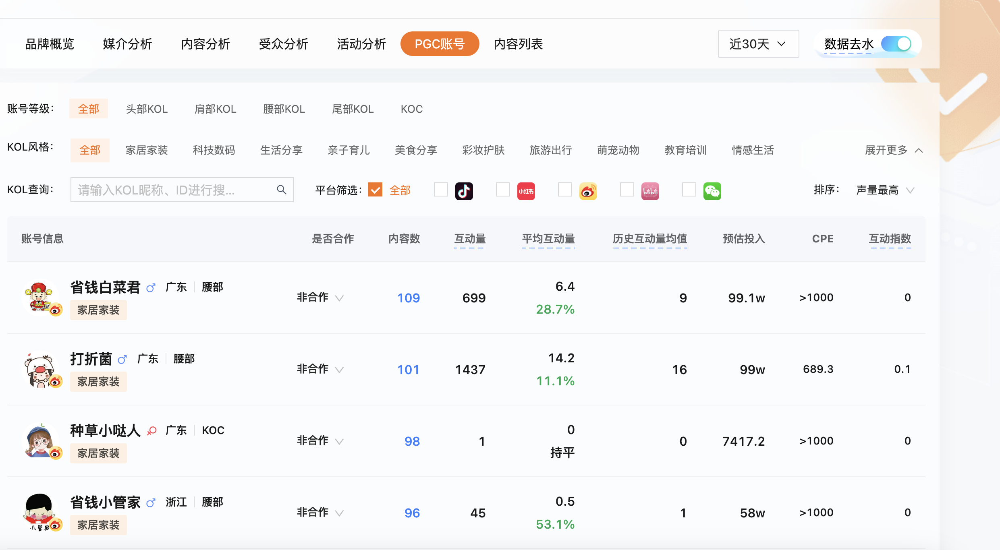 品牌概览 媒介分析 内容分析 受众分析 活动分析 PGC账号 内容列表 近30天 数据去水
账号等级： 全部 头部KOL 肩部KOL 腰部KOL 尾部KOL KOC
KOL风格： 全部 家居家装 科技数码 生活分享 亲子育儿 美食分享 彩妆护肤 旅游出行 萌宠动物 教育培训 情感生活 展开更多
KOL查询： 请输入KOL昵称、ID进行搜... 平台筛选： 全部 小红书 bilibili 排序： 声量最高
账号信息 是否合作 内容数 互动量 平均互动量 历史互动量均值 预估投入 CPE 互动指数
省钱白菜君 广东 腰部
家居家装
非合作 109 699 6.4 9 99.1w >1000 0
28.7%
打折菌 广东 腰部
家居家装
非合作 101 1437 14.2 16 99w 689.3 0.1
11.1%
种草小哒人 广东 KOC
家居家装
非合作 98 1 0 0 7417.2 >1000 0
持平
省钱小管家 浙江 腰部
小管家
家居家装
非合作 96 45 0.5 1 58w >1000 0
53.1%